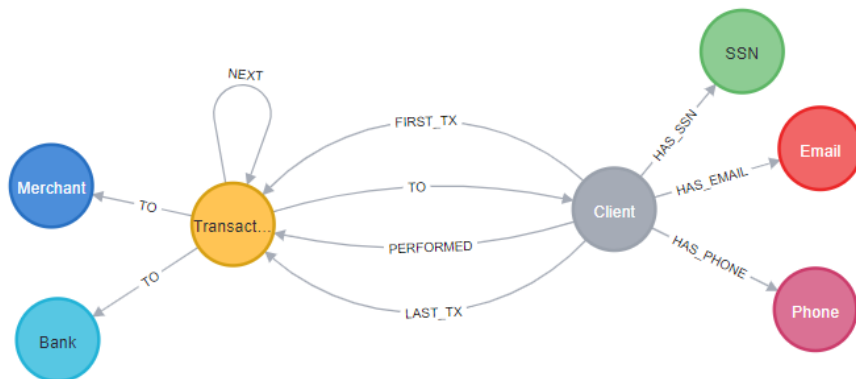 SSN
NEXT
FIRST_TX
HAS_SSN
Email
Merchant
TO
TO
HAS_EMAIL
Client
Transact...
PERFORMED
HAS_PHONE
TO
LAST_TX
Phone
Bank